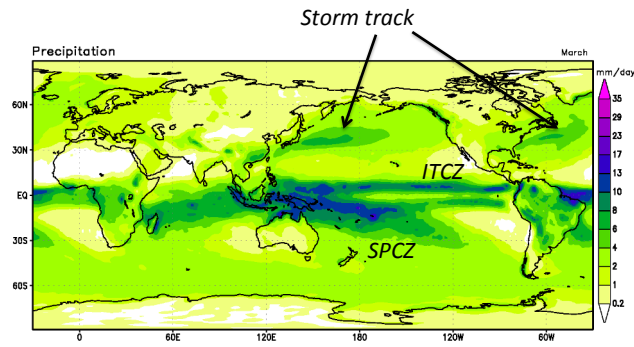 Storm track
Precipitation
March
mm/day
60N
30N
EQ
30S
60S
ITCZ
SPCZ
35
29
23
17
13
10
8
6
4
2
1
0.2
0
60E
120E
180
120W
60W